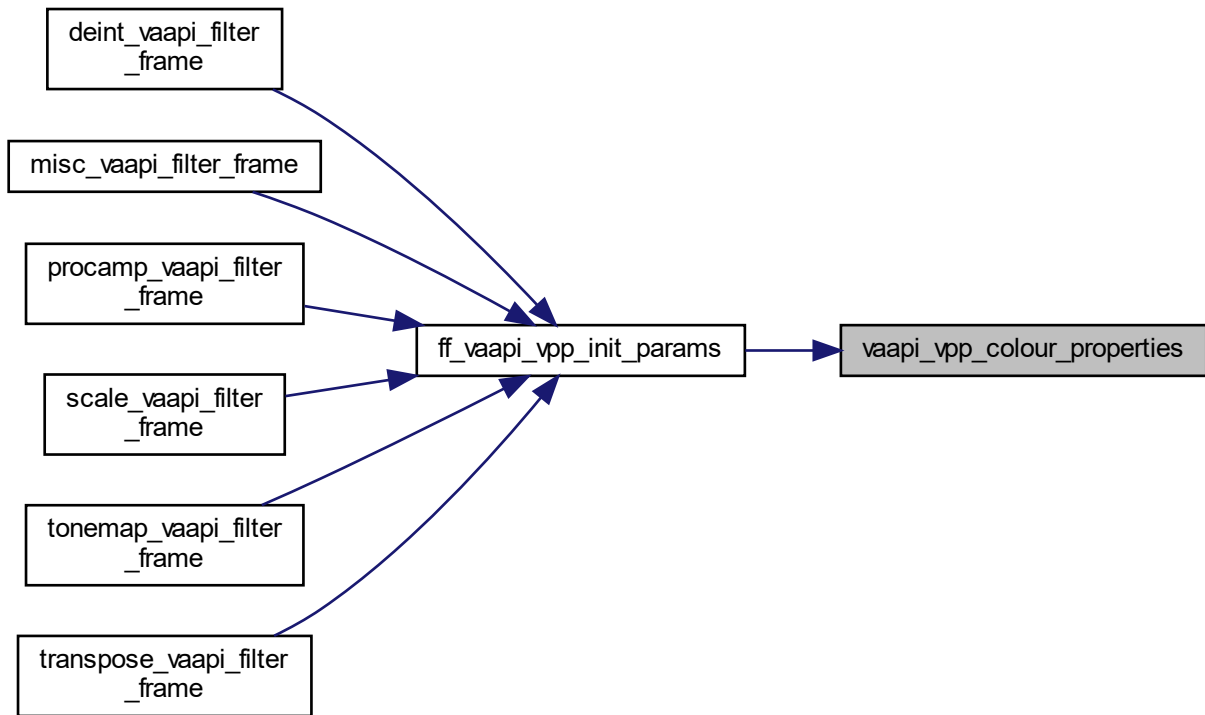 deint_vaapi_filter
_frame
misc_vaapi_filter_frame
procamp_vaapi_filter
_frame
scale_vaapi_filter
_frame
tonemap_vaapi_filter
_frame
transpose_vaapi_filter
_frame
ff_vaapi_vpp_init_params
vaapi_vpp_colour_properties